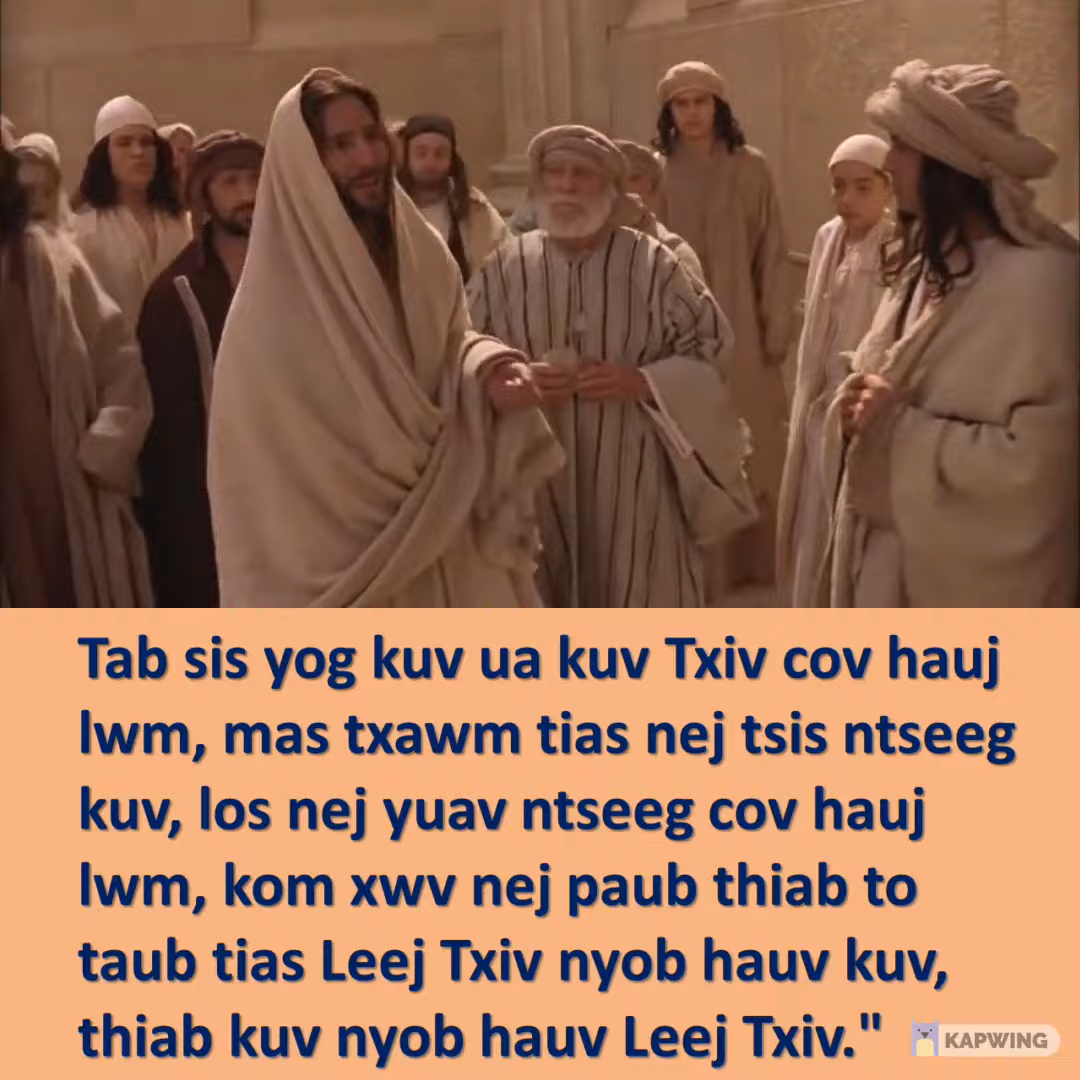 Tab sis yog kuv ua kuv Txiv cov hauj
lwm, mas txawm tias nej tsis ntseeg
kuv, los nej yuav ntseeg cov hauj
lwm, kom xwv nej paub thiab to
taub tias Leej Txiv nyob hauv kuv,
thiab kuv nyob hauv Leej Txiv."
KAPWING